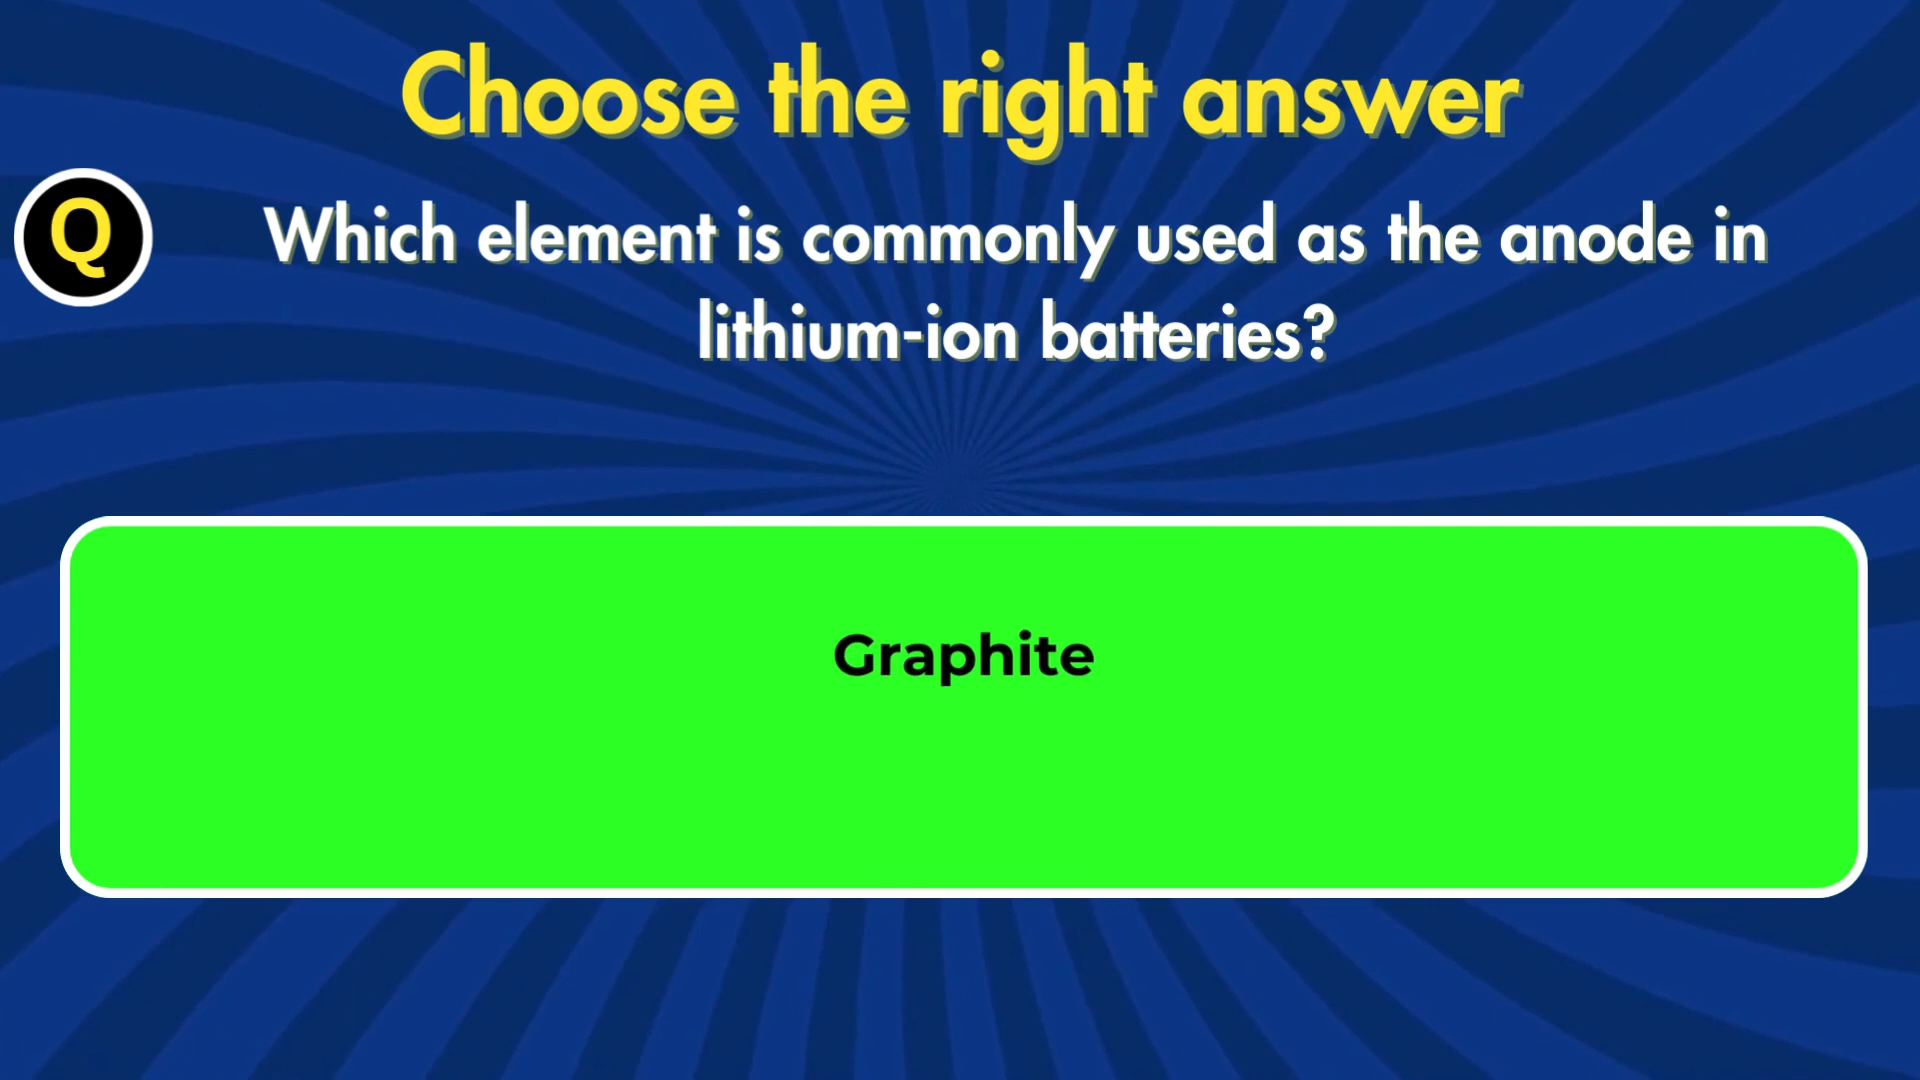 Choose the right answer
Q
Which element is commonly used as the anode in
lithium-ion batteries?
Graphite